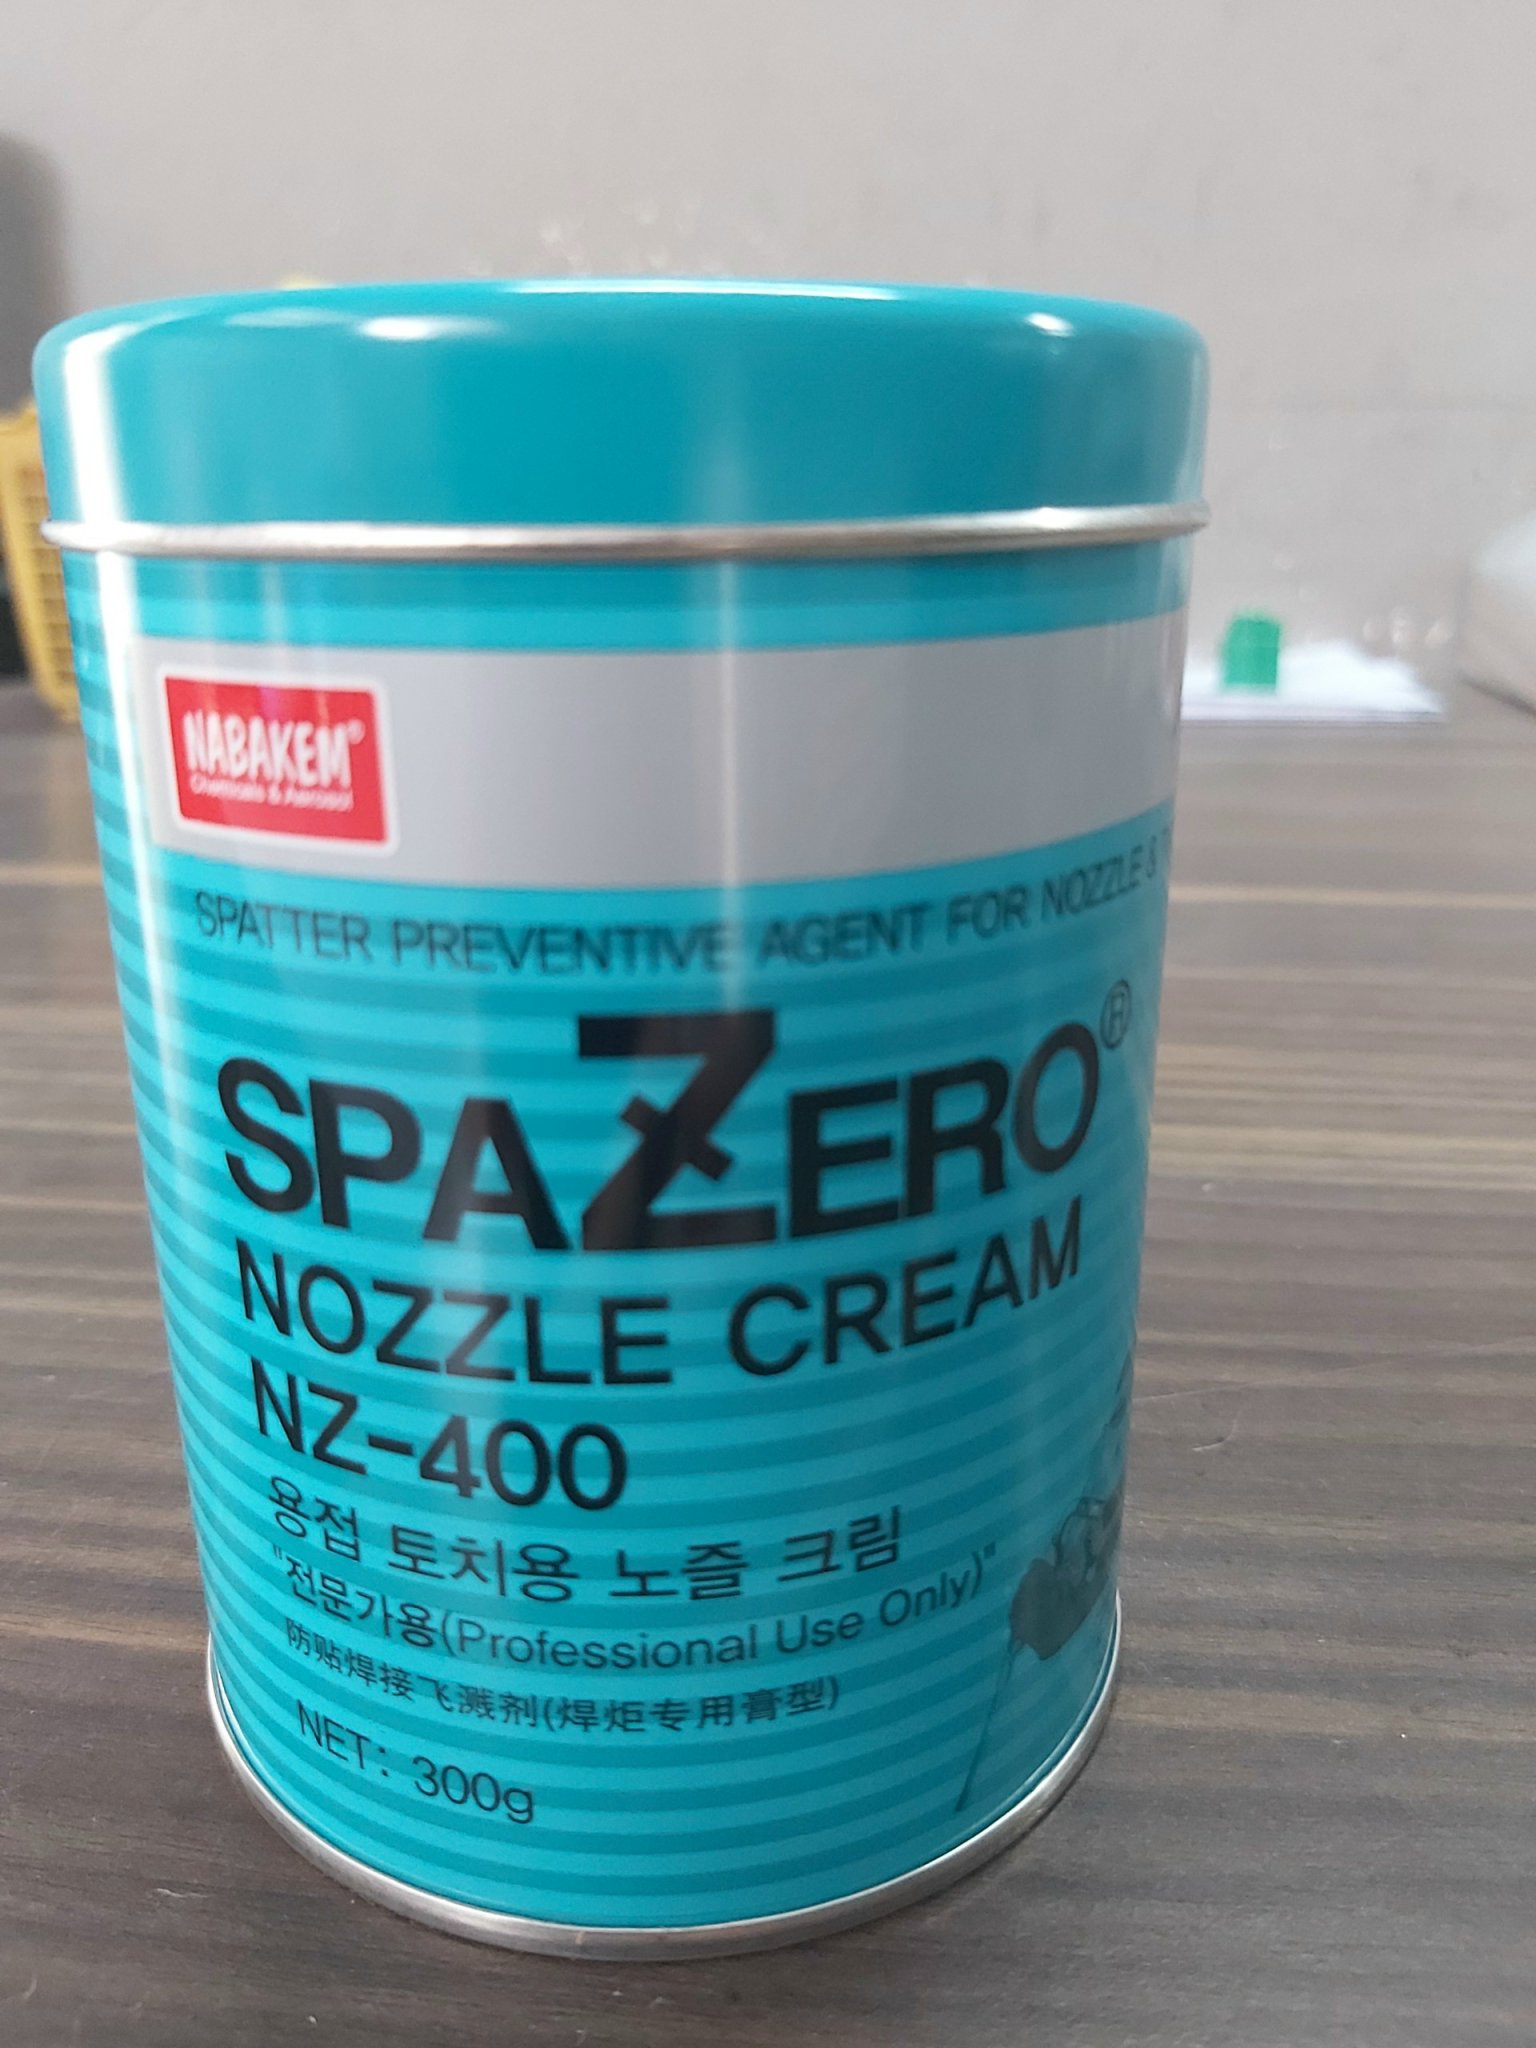 NABAKEM®
Chemicals & Aerosol
SPATTER PREVENTIVE AGENT FOR NOZZLE &
SPAZERO®
NOZZLE CREAM
NZ-400
용접 토치용 노즐 크림
"전문가용(Professional Use Only)"
防贴焊接飞溅剂(焊炬专用膏型)
NET: 300g